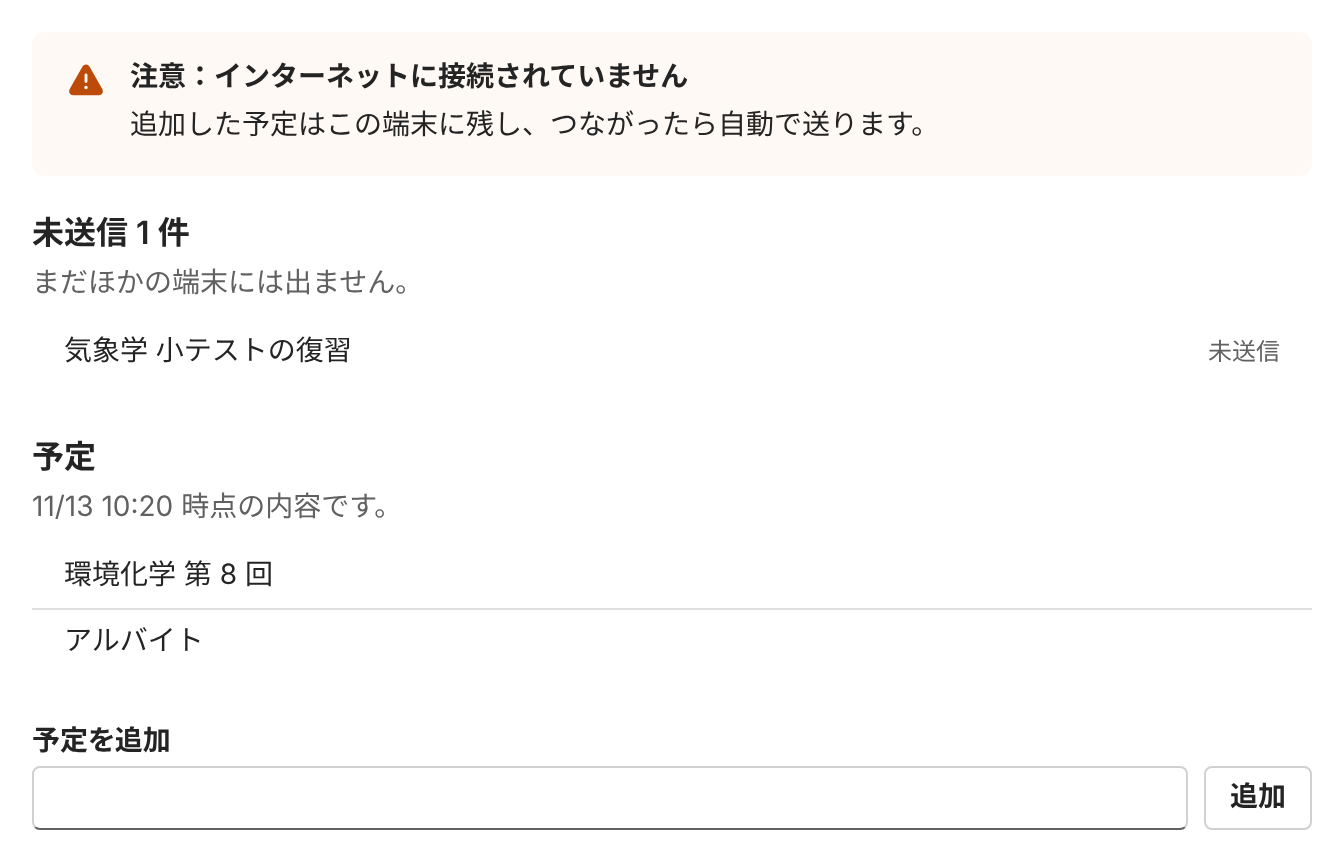 注意：インターネットに接続されていません
追加した予定はこの端末に残し、つながったら自動で送ります。
未送信 1 件
まだほかの端末には出ません。
気象学 小テストの復習
未送信
予定
11/13 10:20 時点の内容です。
環境化学 第 8 回
アルバイト
予定を追加
追加